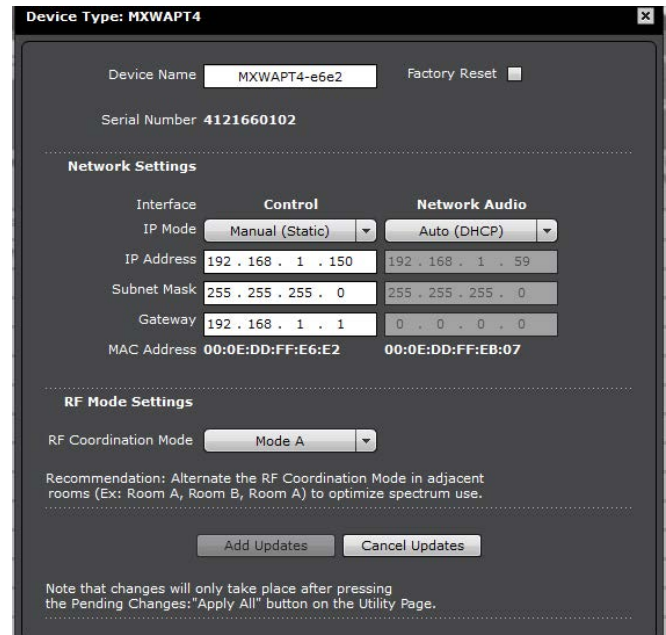 Device Type: MXWAPT4
Device Name MXWAPT4-e6e2 Factory Reset
Serial Number 4121660102
Network Settings
Interface Control Network Audio
IP Mode Manual (Static) Auto (DHCP)
IP Address 192 . 168 . 1 . 150 192 . 168 . 1 . 59
Subnet Mask 255 . 255 . 255 . 0 255 . 255 . 255 . 0
Gateway 192 . 168 . 1 . 1 0 . 0 . 0 . 0
MAC Address 00:0E:DD:FF:E6:E2 00:0E:DD:FF:EB:07
RF Mode Settings
RF Coordination Mode Mode A
Recommendation: Alternate the RF Coordination Mode in adjacent
rooms (Ex: Room A, Room B, Room A) to optimize spectrum use.
Add Updates Cancel Updates
Note that changes will only take place after pressing
the Pending Changes:"Apply All" button on the Utility Page.